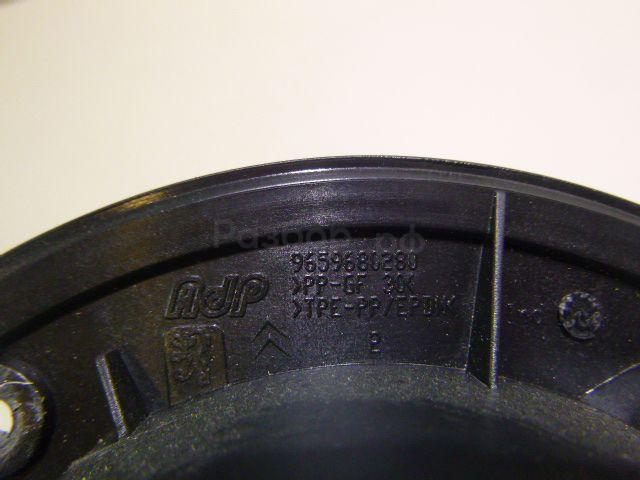 Разбор.рф
9659680280
AdP
>PP-GF 30<
>TPE-PP/EPDM<
B